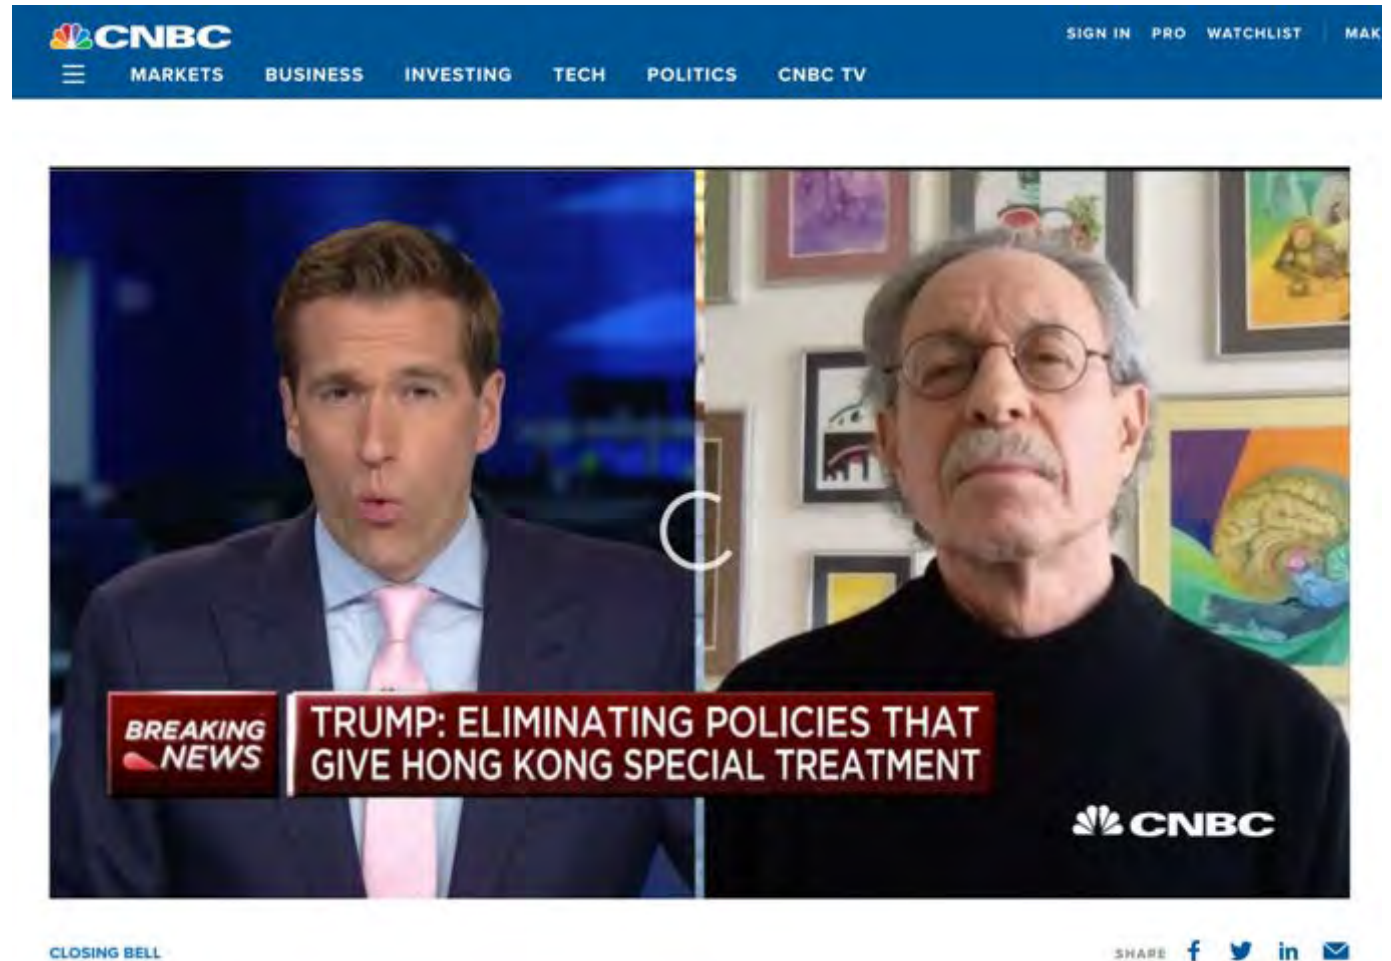 CNBC
SIGN IN PRO WATCHLIST MAK
MARKETS BUSINESS INVESTING TECH POLITICS CNBC TV
BREAKING NEWS
TRUMP: ELIMINATING POLICIES THAT
GIVE HONG KONG SPECIAL TREATMENT
CNBC
CLOSING BELL
SHARE